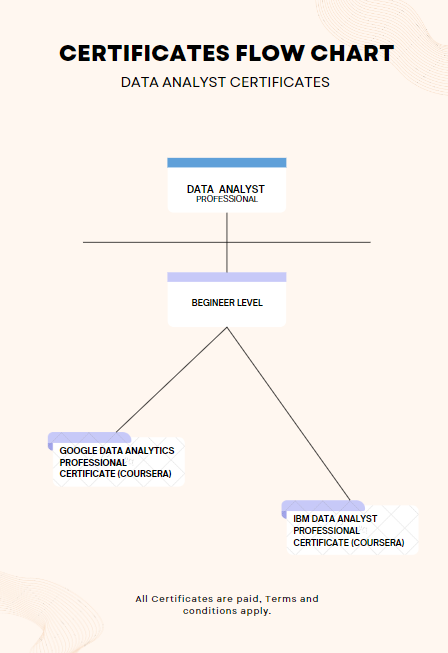 CERTIFICATES FLOW CHART
DATA ANALYST CERTIFICATES
DATA ANALYST
PROFESSIONAL
BEGINEER LEVEL
GOOGLE DATA ANALYTICS
PROFESSIONAL
CERTIFICATE (COURSERA)
IBM DATA ANALYST
PROFESSIONAL
CERTIFICATE (COURSERA)
All Certificates are paid, Terms and
conditions apply.